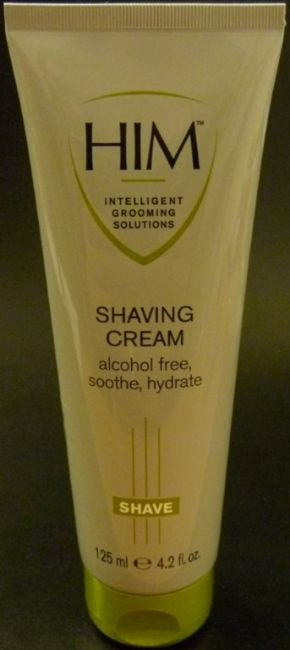 HIM™
INTELLIGENT
GROOMING
SOLUTIONS
SHAVING
CREAM
alcohol free,
soothe, hydrate
SHAVE
125 ml ℮ 4.2 fl. oz.